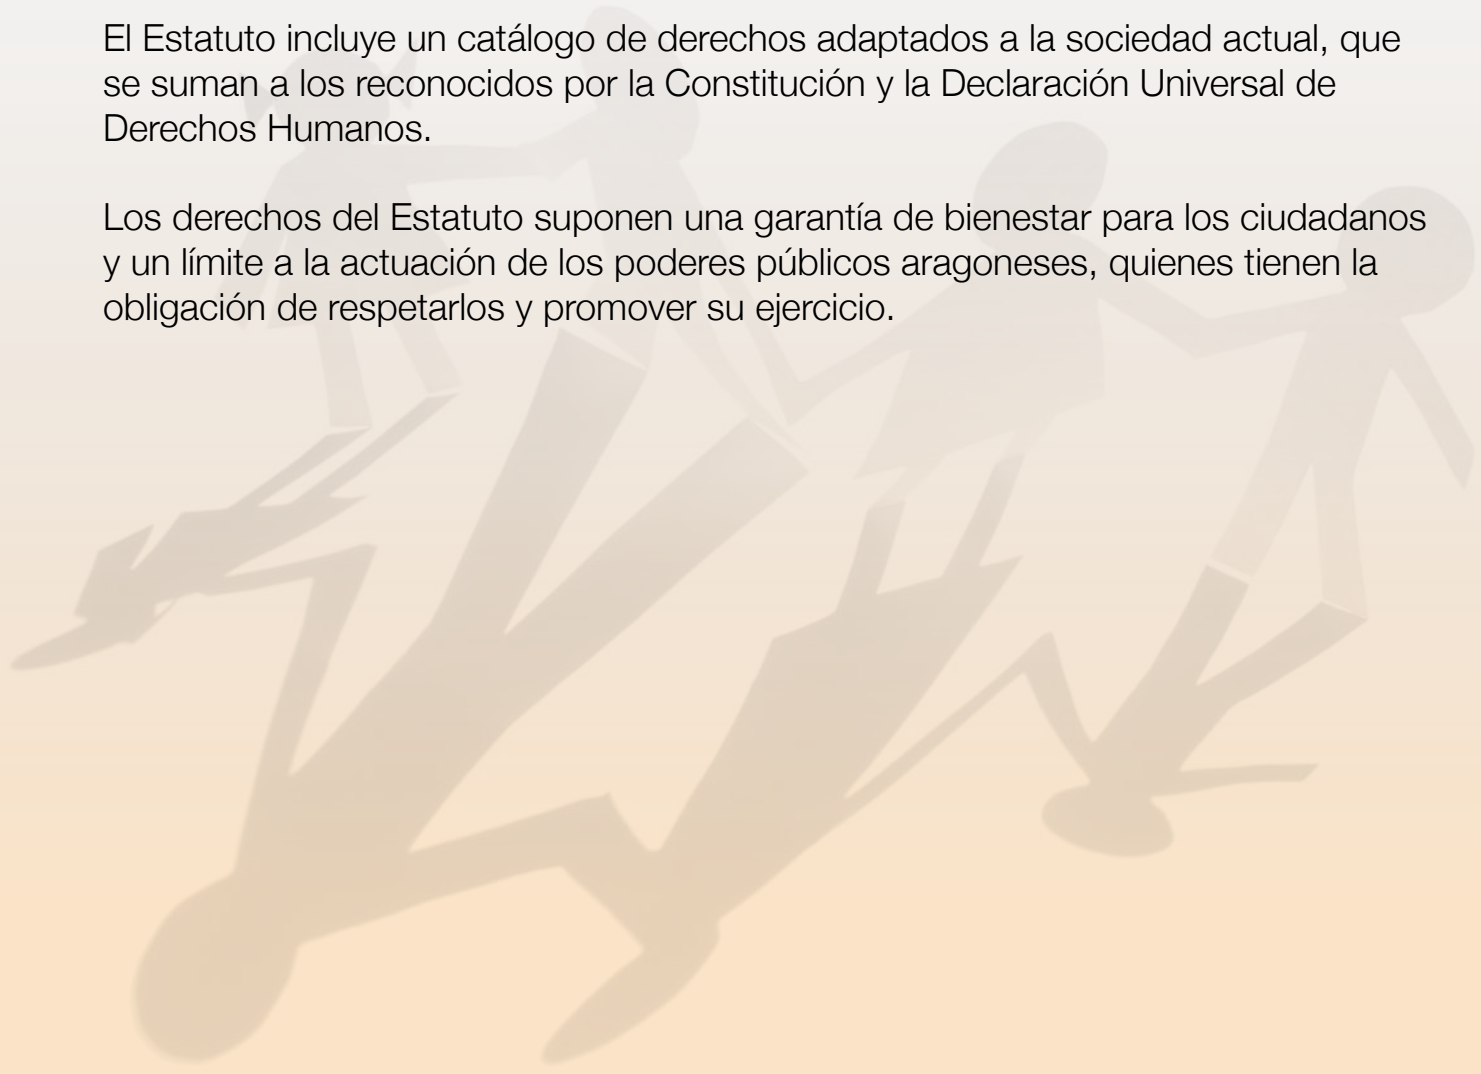 El Estatuto incluye un catálogo de derechos adaptados a la sociedad actual, que
se suman a los reconocidos por la Constitución y la Declaración Universal de
Derechos Humanos.
Los derechos del Estatuto suponen una garantía de bienestar para los ciudadanos
y un límite a la actuación de los poderes públicos aragoneses, quienes tienen la
obligación de respetarlos y promover su ejercicio.